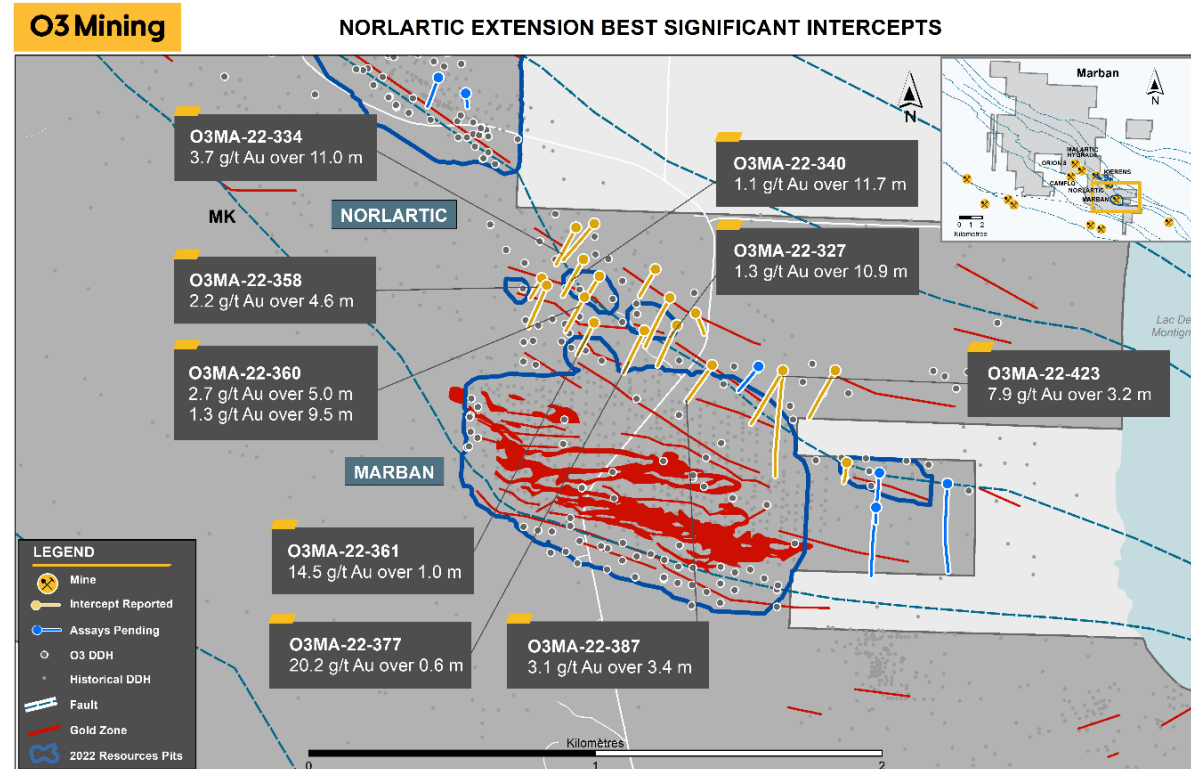 O3 Mining
NORLARTIC EXTENSION BEST SIGNIFICANT INTERCEPTS
O3MA-22-334
3.7 g/t Au over 11.0 m
O3MA-22-340
1.1 g/t Au over 11.7 m
N
Marban
N
MALARTIC
HYGRADE
ORION 8
KIERENS
CAMFLO
NORLARTIC
MARBAN
0 1 2
Kilomètres
MK
NORLARTIC
O3MA-22-327
1.3 g/t Au over 10.9 m
O3MA-22-358
2.2 g/t Au over 4.6 m
Lac De
Montign
O3MA-22-360
2.7 g/t Au over 5.0 m
1.3 g/t Au over 9.5 m
O3MA-22-423
7.9 g/t Au over 3.2 m
MARBAN
O3MA-22-361
14.5 g/t Au over 1.0 m
O3MA-22-377
20.2 g/t Au over 0.6 m
O3MA-22-387
3.1 g/t Au over 3.4 m
LEGEND
Mine
Intercept Reported
Assays Pending
O3 DDH
Historical DDH
Fault
Gold Zone
2022 Resources Pits
Kilomètres
0 1 2